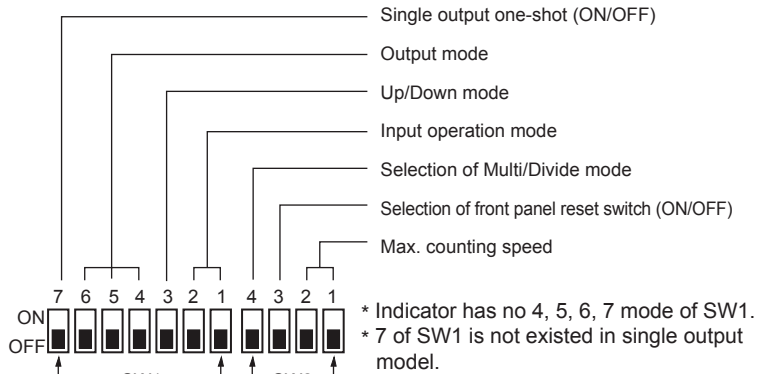 Single output one-shot (ON/OFF)
Output mode
Up/Down mode
Input operation mode
Selection of Multi/Divide mode
Selection of front panel reset switch (ON/OFF)
Max. counting speed
7 6 5 4 3 2 1 4 3 2 1
ON
OFF
* Indicator has no 4, 5, 6, 7 mode of SW1.
* 7 of SW1 is not existed in single output
model.